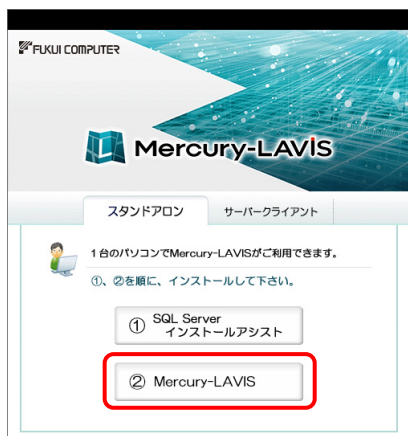 FUKUI COMPUTER
Mercury-LAVIS
スタンドアロン
サーバークライアント
1台のパソコンでMercury-LAVISがご利用できます。
①、②を順に、インストールして下さい。
① SQL Server
インストールアシスト
② Mercury-LAVIS